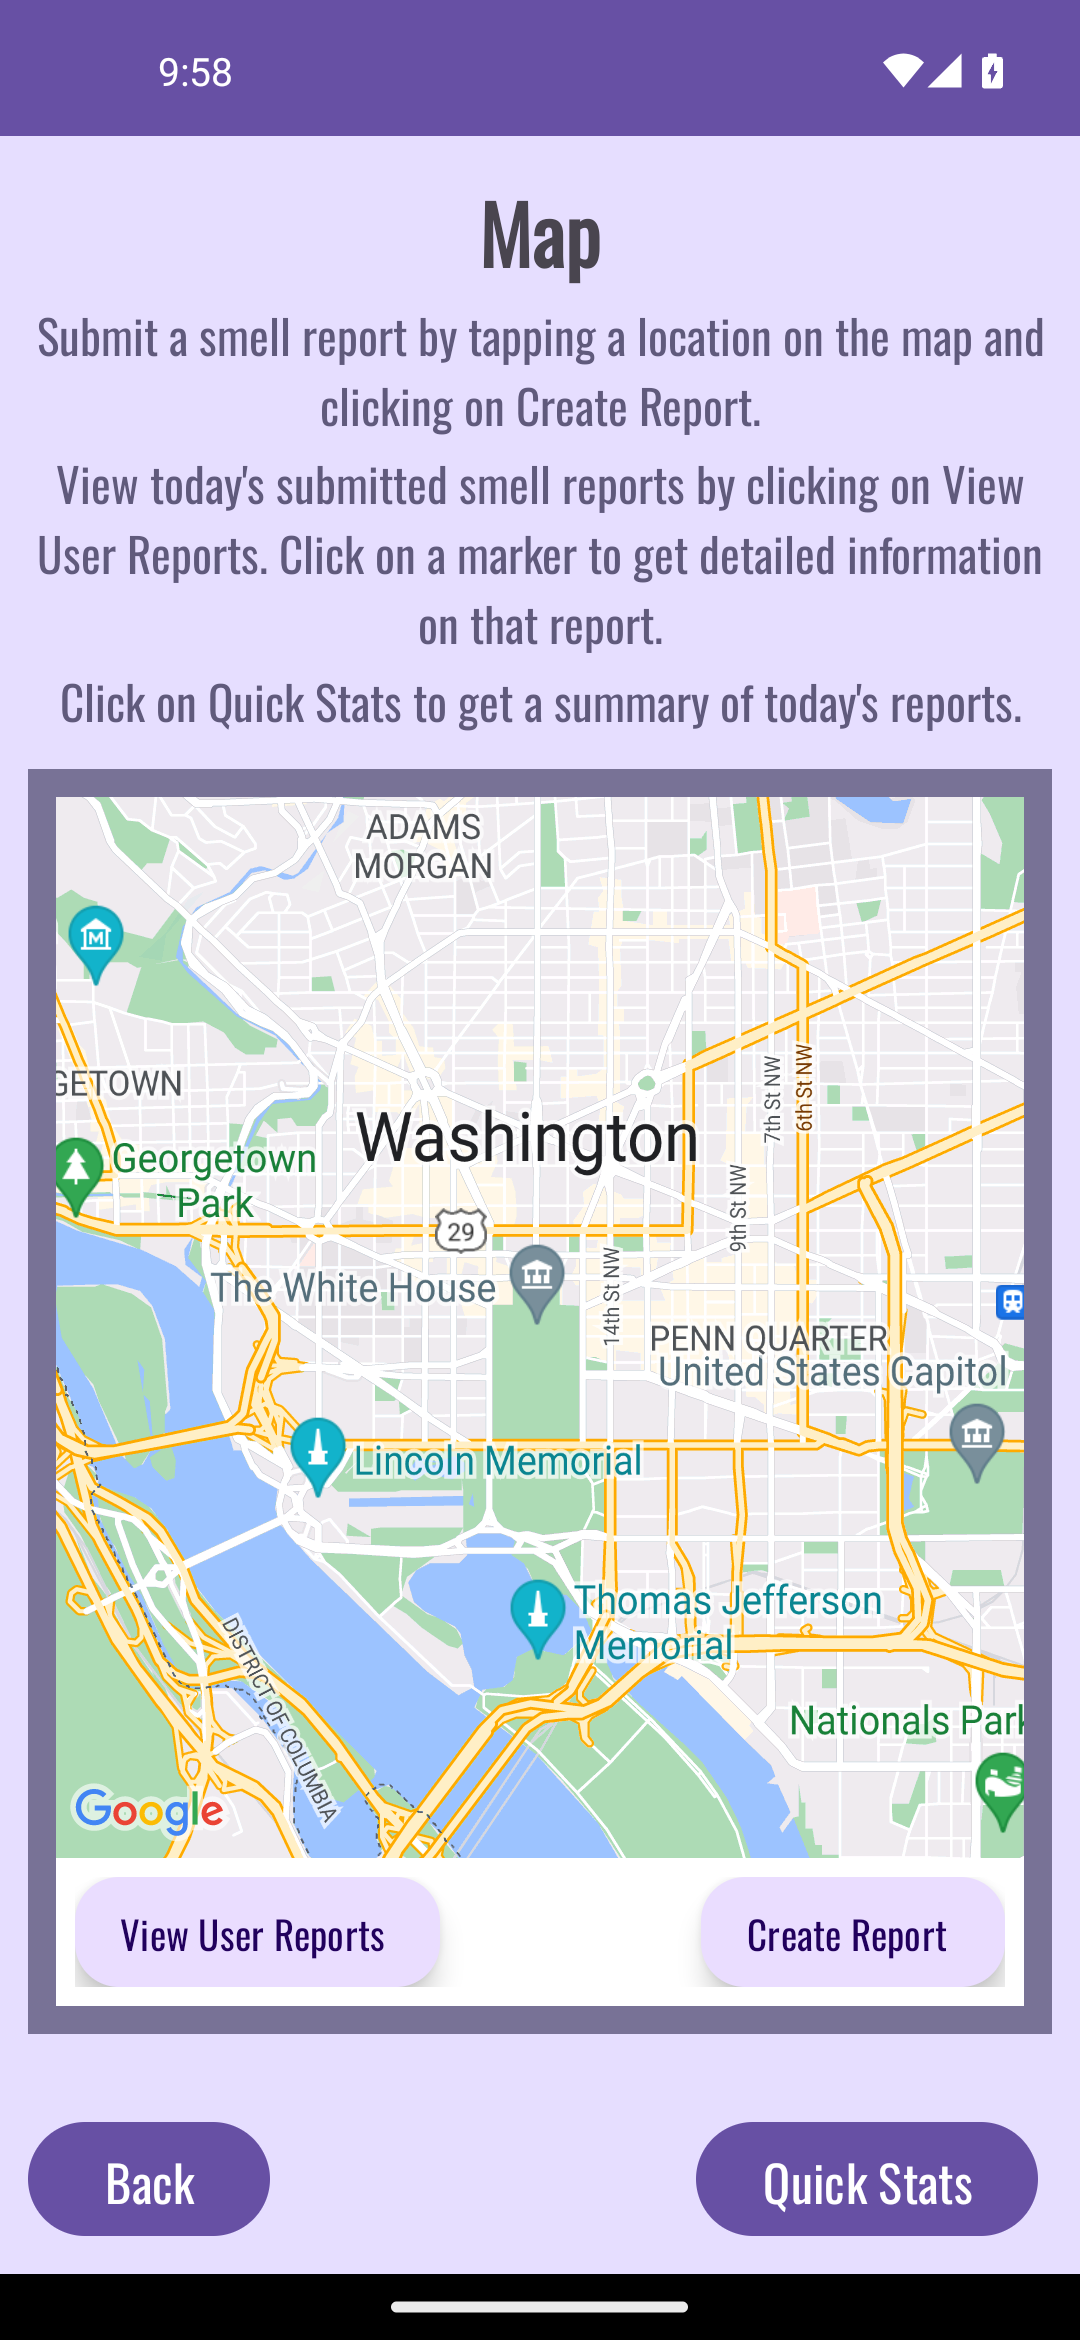 9:58
Map
Submit a smell report by tapping a location on the map and
clicking on Create Report.
View today's submitted smell reports by clicking on View
User Reports. Click on a marker to get detailed information
on that report.
Click on Quick Stats to get a summary of today's reports.
ADAMS
MORGAN
M
GETOWN
7th St NW
6th St NW
Washington
Georgetown
Park
9th St NW
29
The White House
14th St NW
PENN QUARTER
United States Capitol
Lincoln Memorial
Thomas Jefferson
Memorial
DISTRICT OF COLUMBIA
Nationals Park
Google
View User Reports
Create Report
Back
Quick Stats